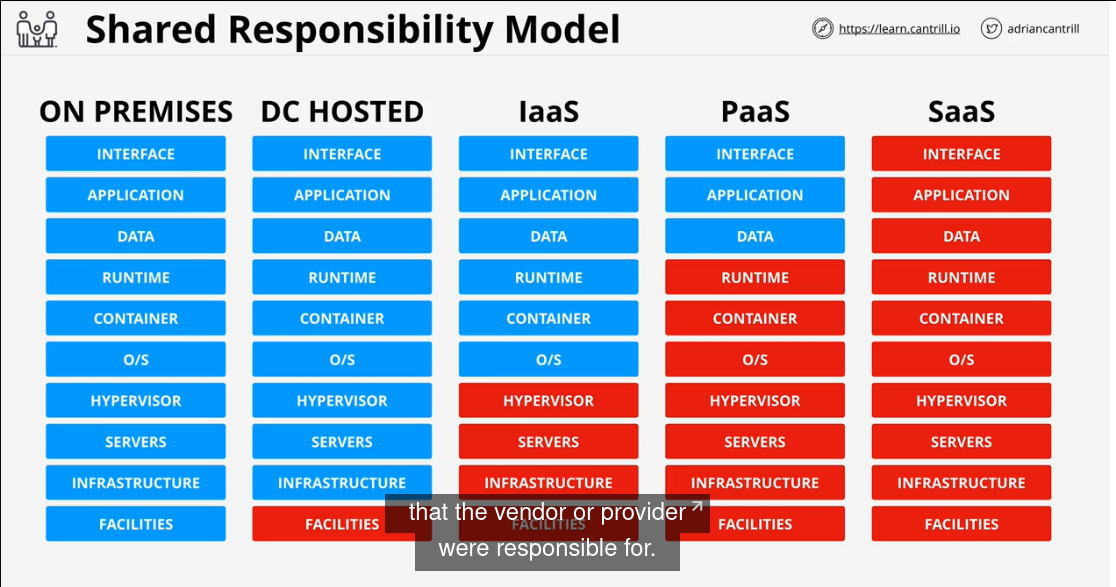 Shared Responsibility Model
https://learn.cantrill.io
adriancantrill
ON PREMISES DC HOSTED IaaS PaaS SaaS
INTERFACE INTERFACE INTERFACE INTERFACE INTERFACE
APPLICATION APPLICATION APPLICATION APPLICATION APPLICATION
DATA DATA DATA DATA DATA
RUNTIME RUNTIME RUNTIME RUNTIME RUNTIME
CONTAINER CONTAINER CONTAINER CONTAINER CONTAINER
O/S O/S O/S O/S O/S
HYPERVISOR HYPERVISOR HYPERVISOR HYPERVISOR HYPERVISOR
SERVERS SERVERS SERVERS SERVERS SERVERS
INFRASTRUCTURE INFRASTRUCTURE INFRASTRUCTURE INFRASTRUCTURE INFRASTRUCTURE
FACILITIES FACILITIES FACILITIES FACILITIES FACILITIES
that the vendor or provider
were responsible for.